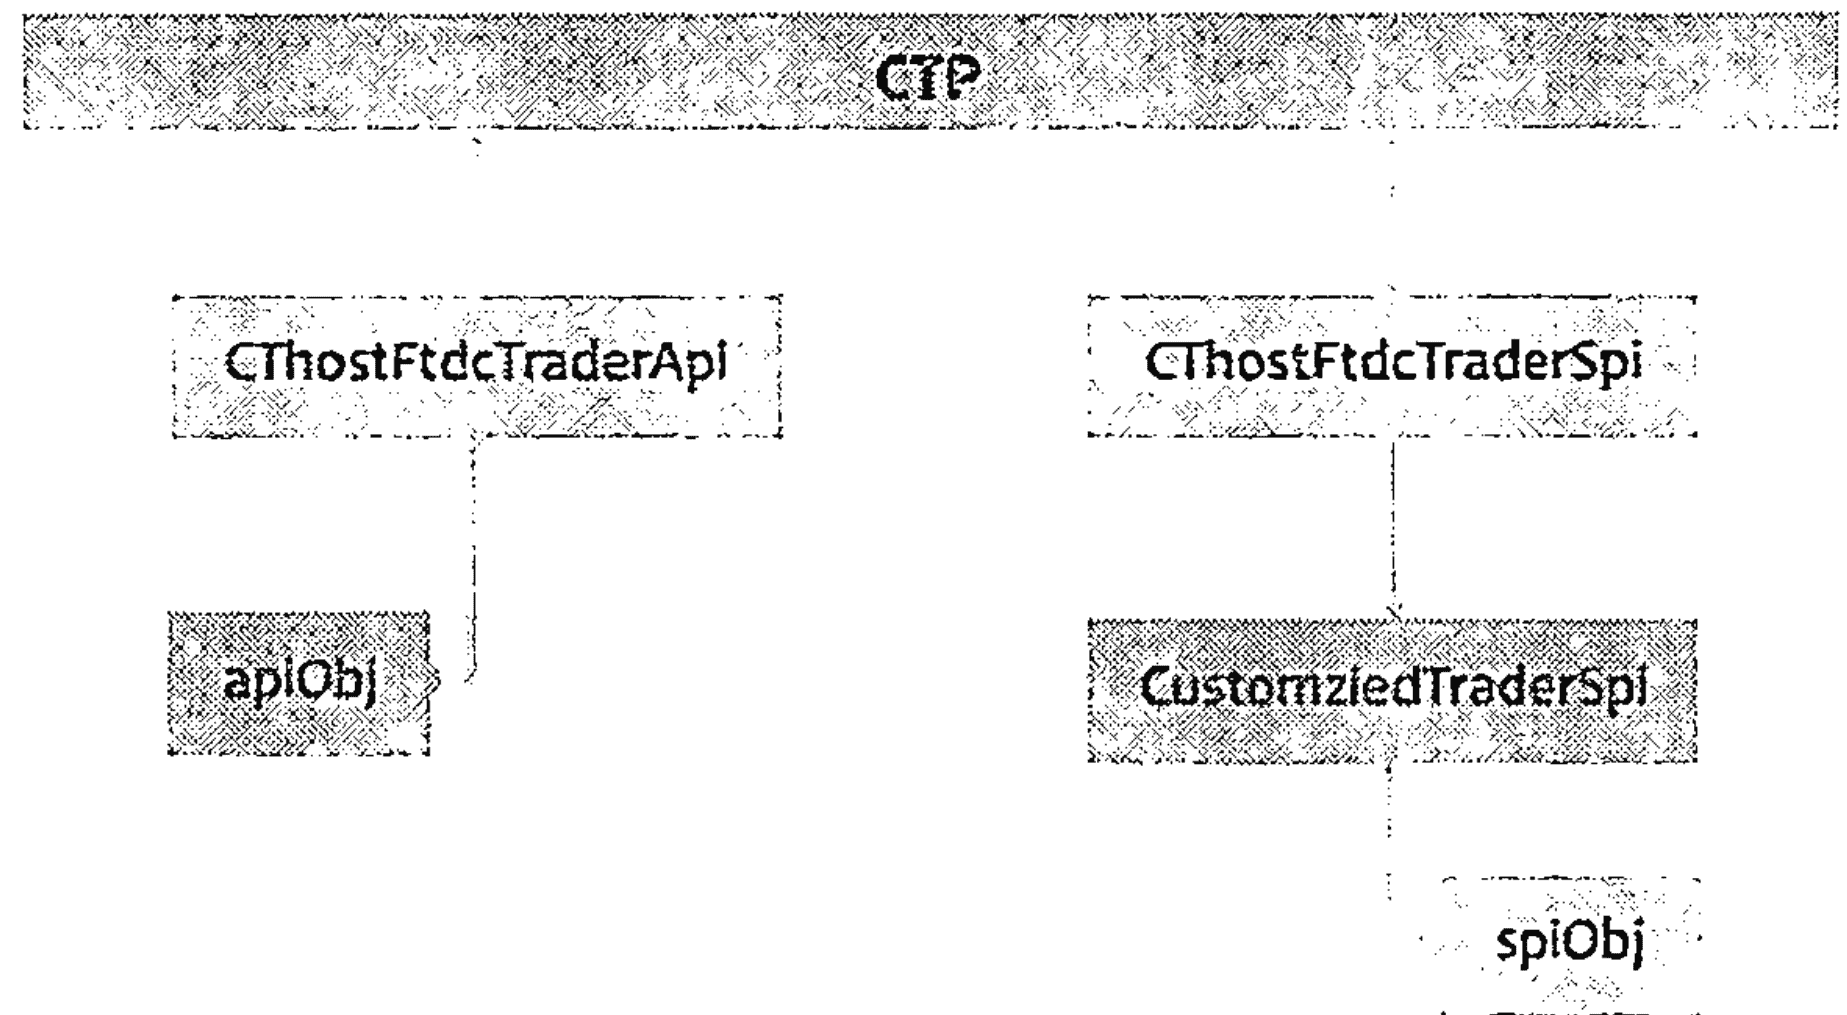 CTP
CThostFtdcTraderApi
CThostFtdcTraderSpi
apiObj
CustomziedTraderSpi
spiObj